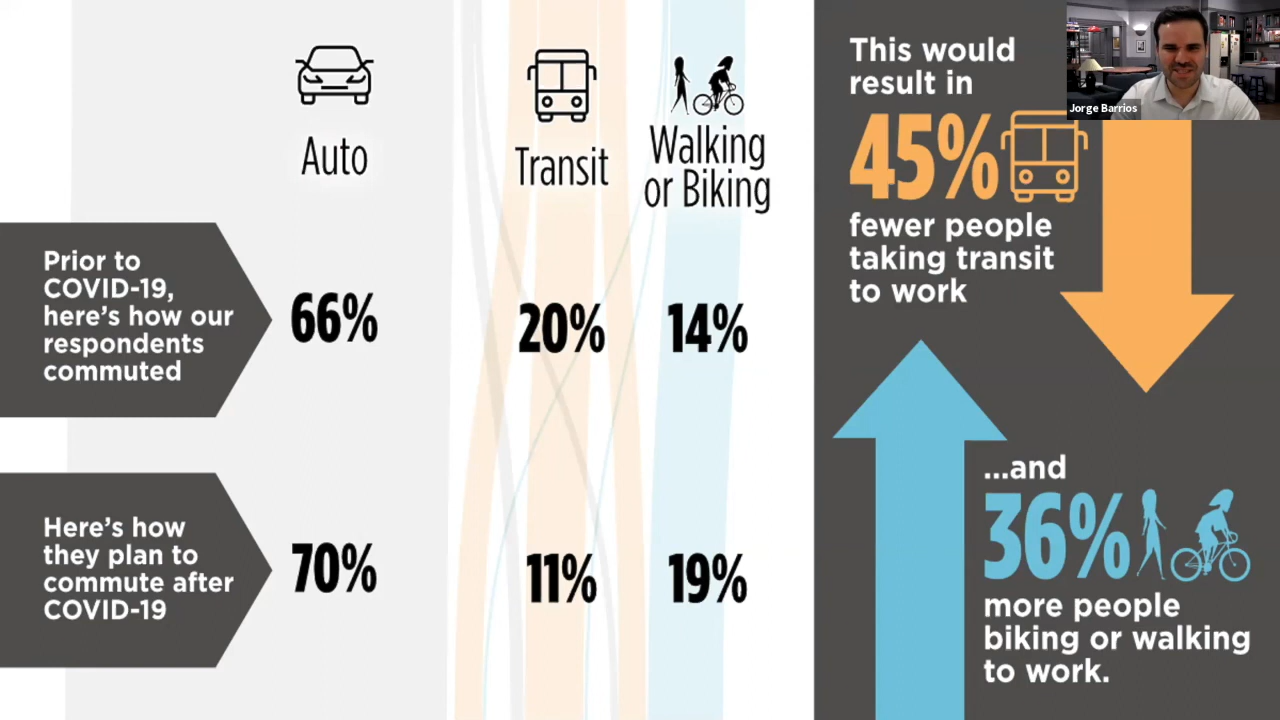 Auto
Transit
Walking
or Biking
Prior to
COVID-19,
here's how our
respondents
commuted
66%
20%
14%
Here's how
they plan to
commute after
COVID-19
70%
11%
19%
This would
result in
45%
fewer people
taking transit
to work
...and
36%
more people
biking or walking
to work.
Jorge Barrios